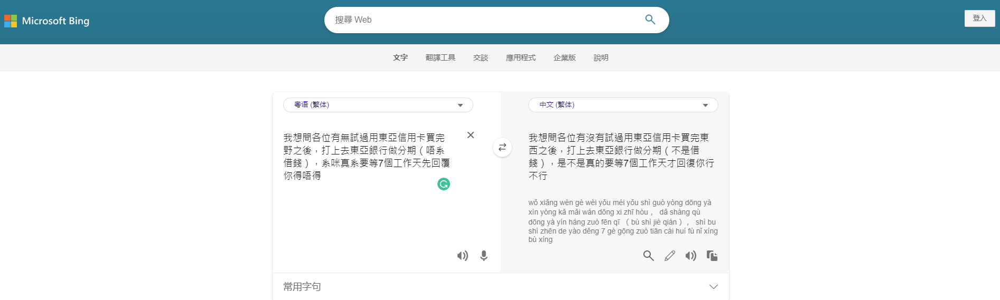 Microsoft Bing
搜尋 Web
登入
文字 翻譯工具 交談 應用程式 企業版 說明
粤语 (繁体)
我想問各位有無試過用東亞信用卡買完
野之後，打上去東亞銀行做分期（唔系
借錢），系咪真系要等7個工作天先回覆
你得唔得
中文 (繁体)
我想問各位有沒有試過用東亞信用卡買完東
西之後，打上去東亞銀行做分期（不是借
錢），是不是真的要等7個工作天才回復你行
不行
wǒ xiǎng wèn gè wèi yǒu méi yǒu shì guò yòng dōng yà
xìn yòng kǎ mǎi wán dōng xi zhī hòu ， dǎ shàng qù
dōng yà yín háng zuò fēn qī （ bù shì jiè qián ） ， shì bu
shì zhēn de yào děng 7 gè gōng zuò tiān cái huí fù nǐ xíng
bù xíng
常用字句